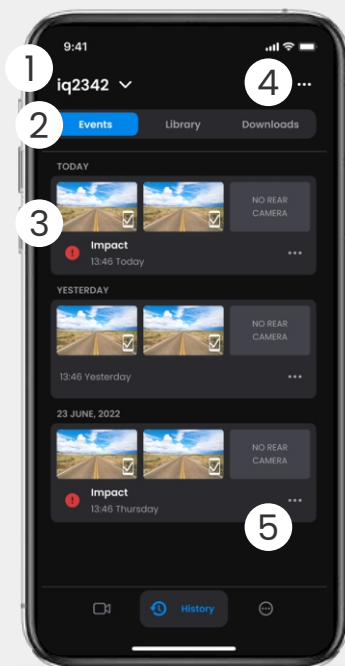 9:41
1
iq2342
4
2
Events Library Downloads
TODAY
NO REAR
CAMERA
3
Impact
13:46 Today
YESTERDAY
NO REAR
CAMERA
13:46 Yesterday
23 JUNE, 2022
NO REAR
CAMERA
Impact
13:46 Thursday
5
History